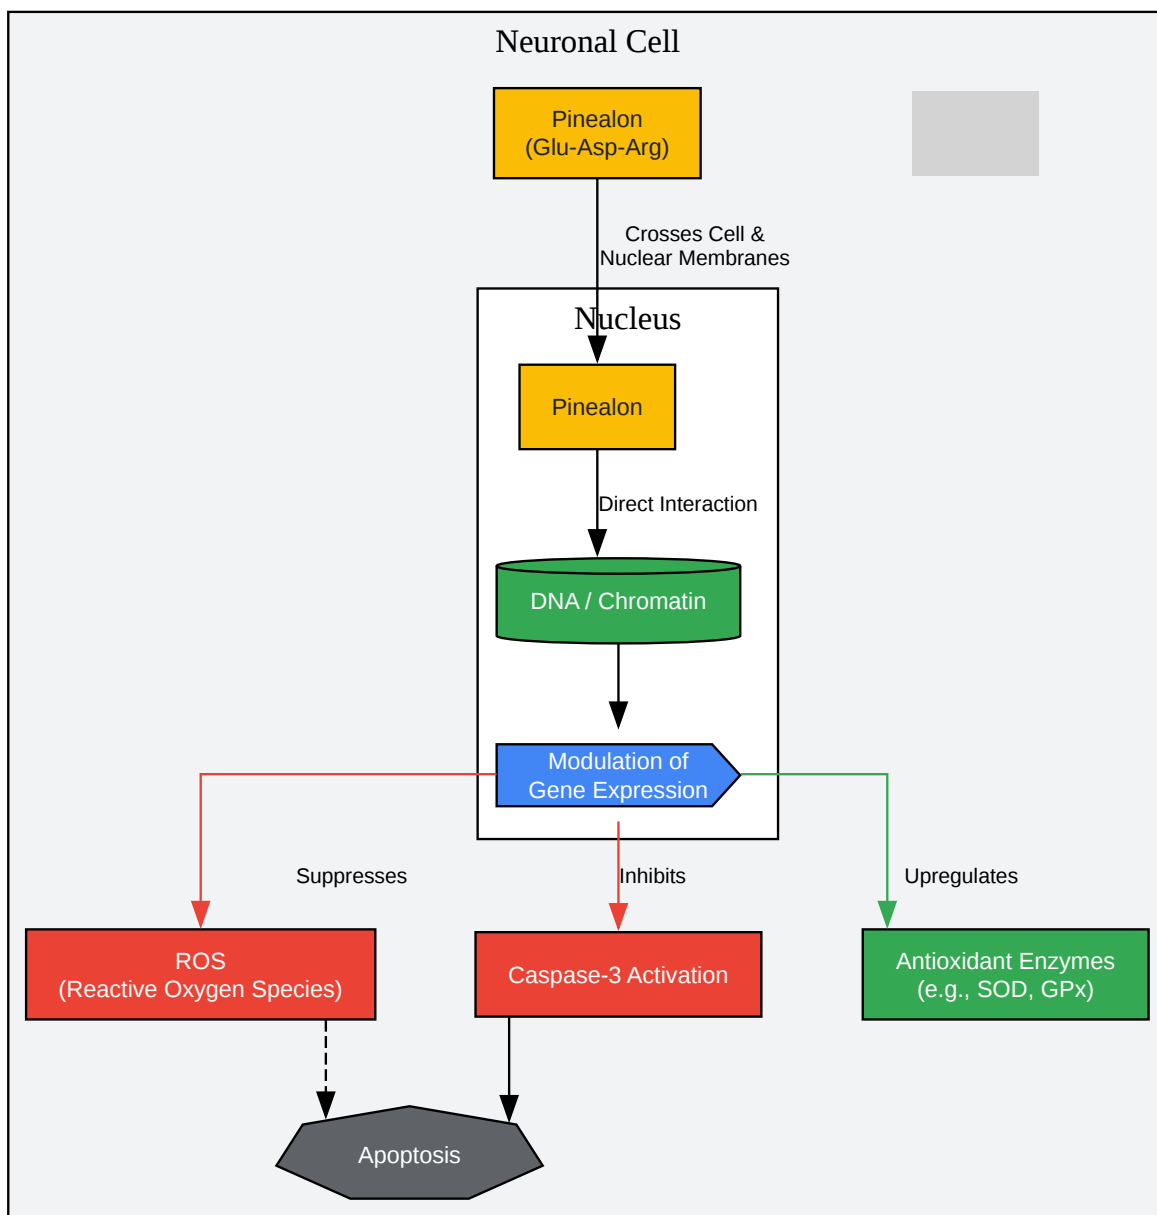 Neuronal Cell
Pinealon
(Glu-Asp-Arg)
Crosses Cell &
Nuclear Membranes
Nucleus
Pinealon
Direct Interaction
DNA / Chromatin
Modulation of
Gene Expression
Suppresses
Inhibits
Upregulates
ROS
(Reactive Oxygen Species)
Caspase-3 Activation
Antioxidant Enzymes
(e.g., SOD, GPx)
Apoptosis